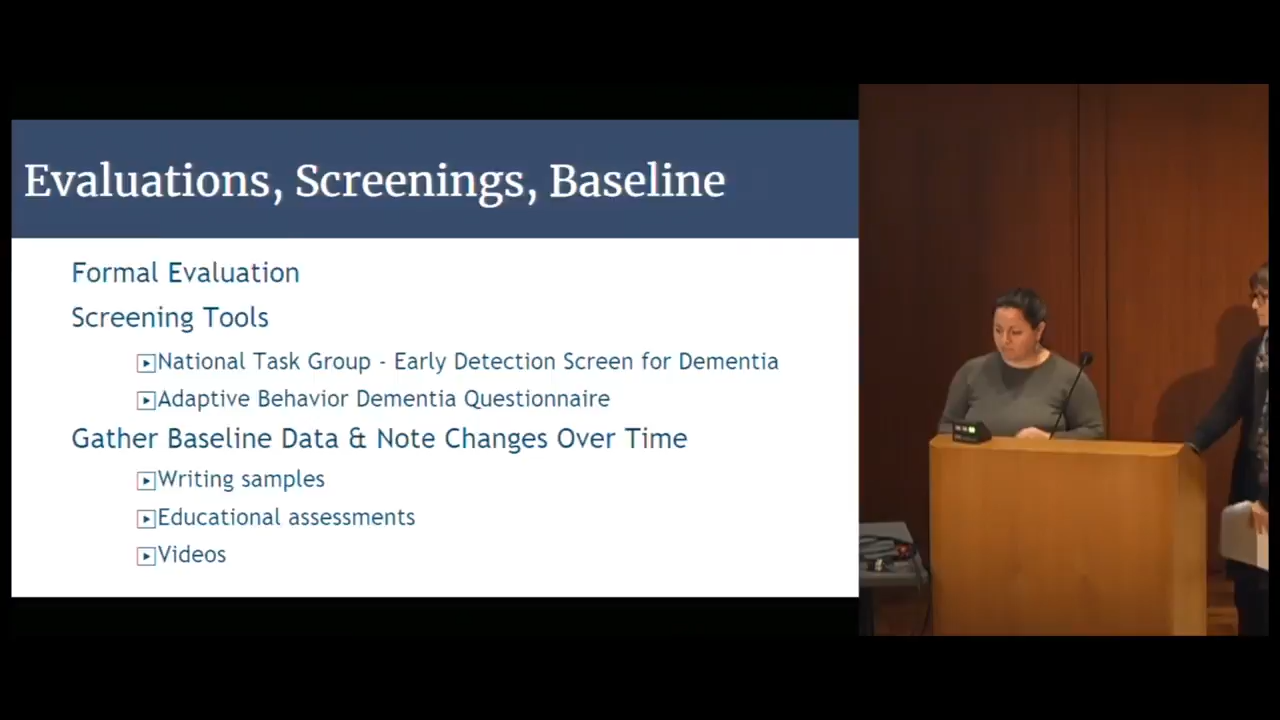 Evaluations, Screenings, Baseline
Formal Evaluation
Screening Tools
National Task Group - Early Detection Screen for Dementia
Adaptive Behavior Dementia Questionnaire
Gather Baseline Data & Note Changes Over Time
Writing samples
Educational assessments
Videos